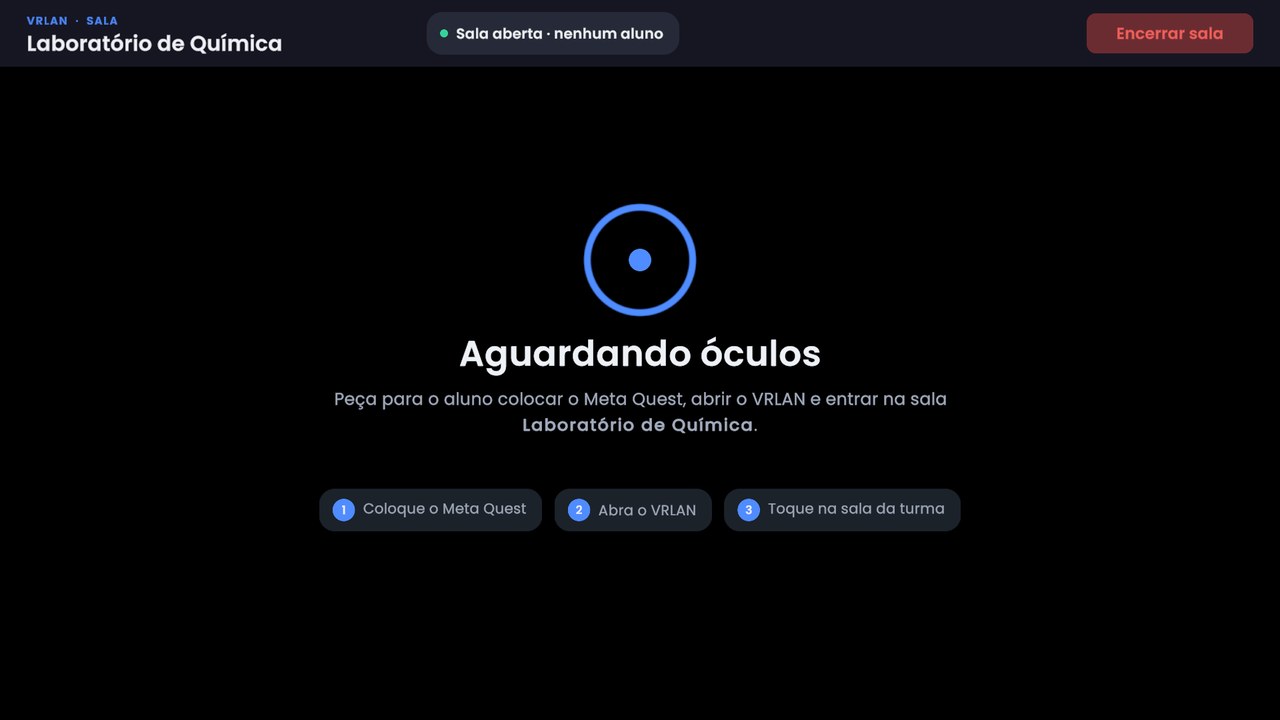 VRLAN · SALA
Laboratório de Química
Sala aberta · nenhum aluno
Encerrar sala
Aguardando óculos
Peça para o aluno colocar o Meta Quest, abrir o VRLAN e entrar na sala
Laboratório de Química.
1 Coloque o Meta Quest
2 Abra o VRLAN
3 Toque na sala da turma